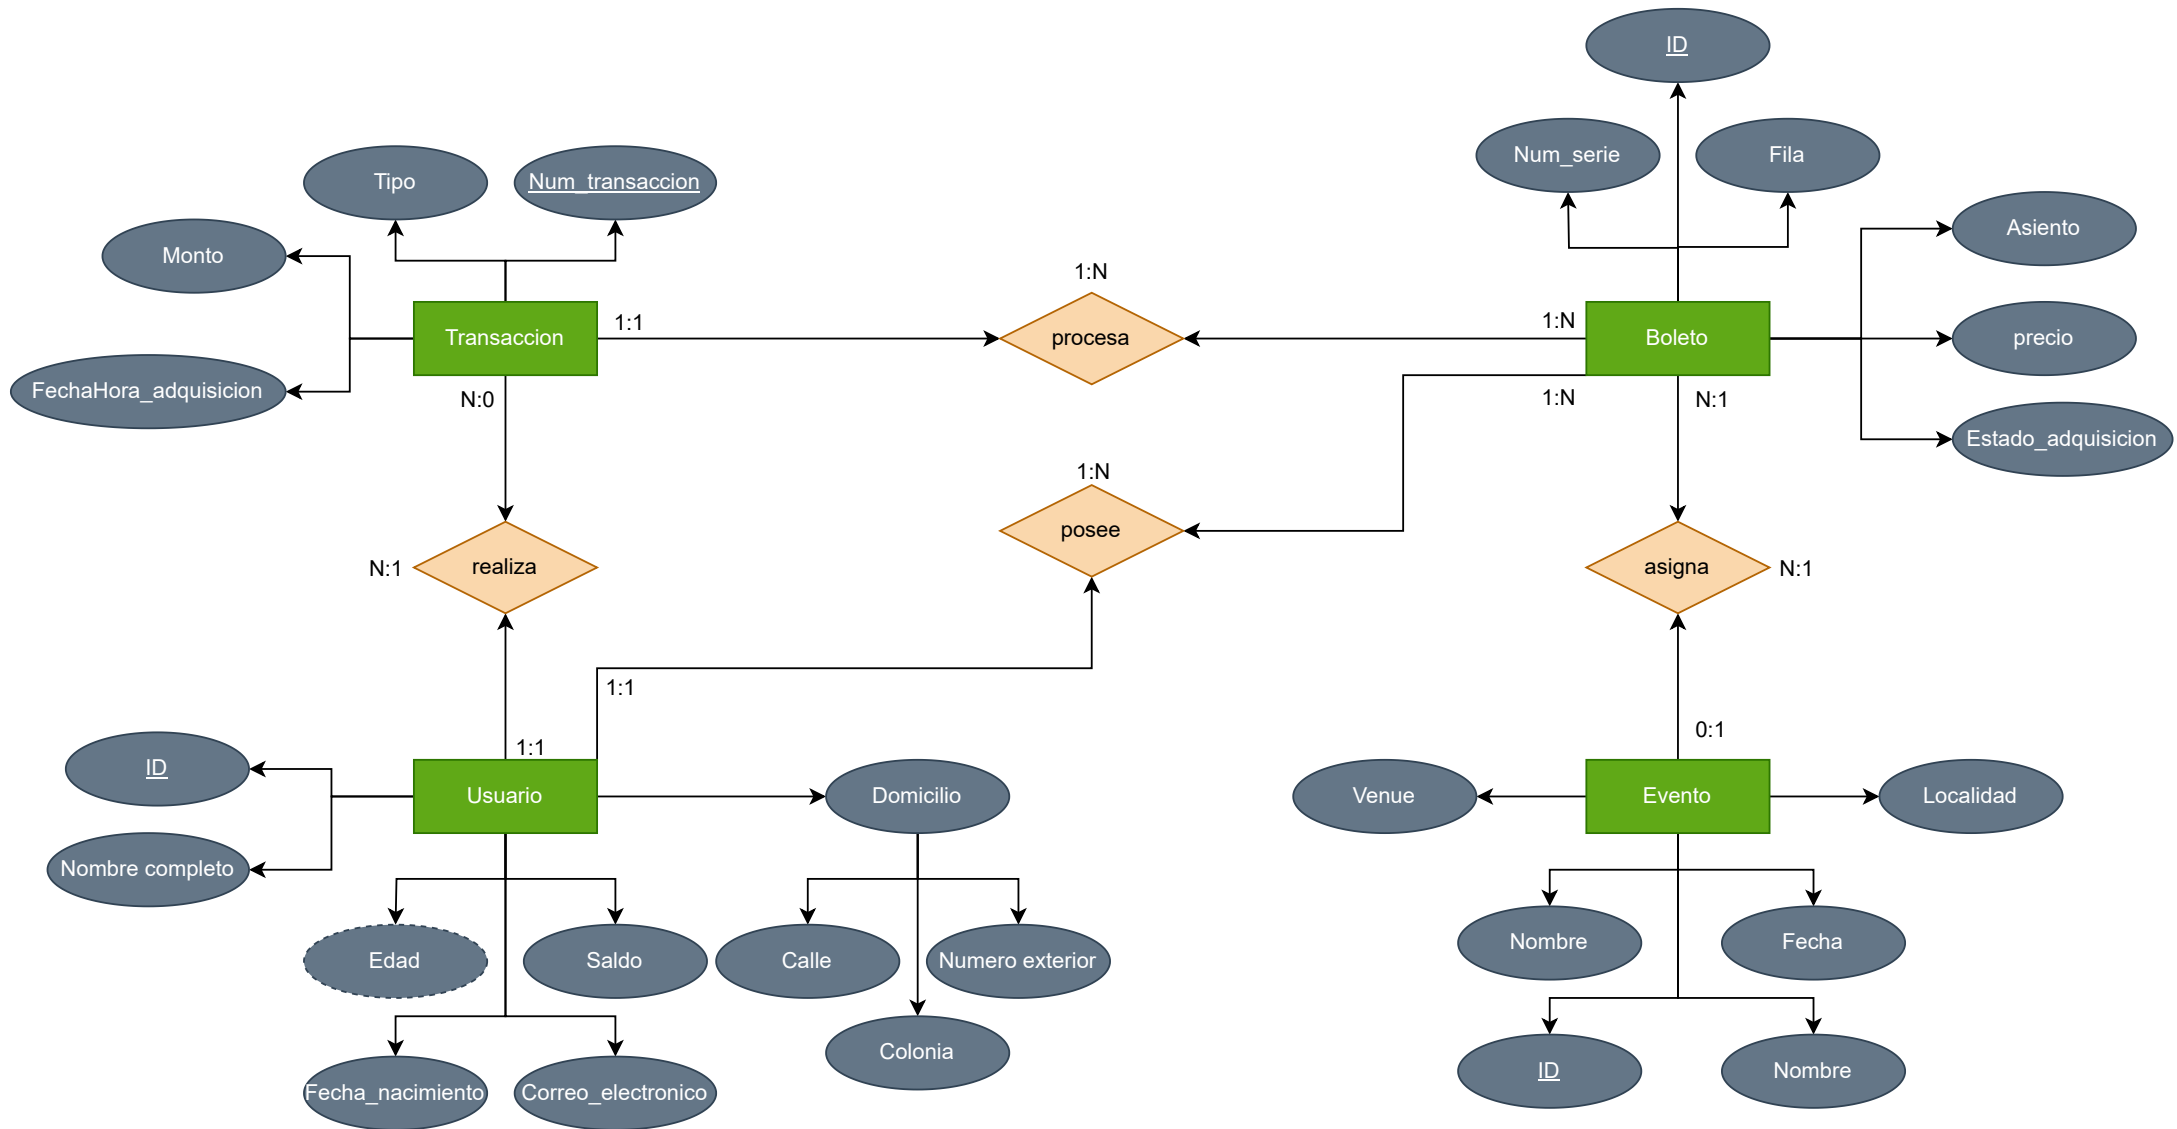 ID
Num_serie
Fila
Tipo
Num_transaccion
Asiento
Monto
1:N
1:1
1:N
Transaccion
procesa
Boleto
precio
FechaHora_adquisicion
N:0
1:N
N:1
Estado_adquisicion
1:N
posee
N:1
realiza
asigna
N:1
1:1
0:1
1:1
ID
Usuario
Domicilio
Venue
Evento
Localidad
Nombre completo
Edad
Saldo
Calle
Numero exterior
Nombre
Fecha
Colonia
ID
Nombre
Fecha_nacimiento
Correo_electronico